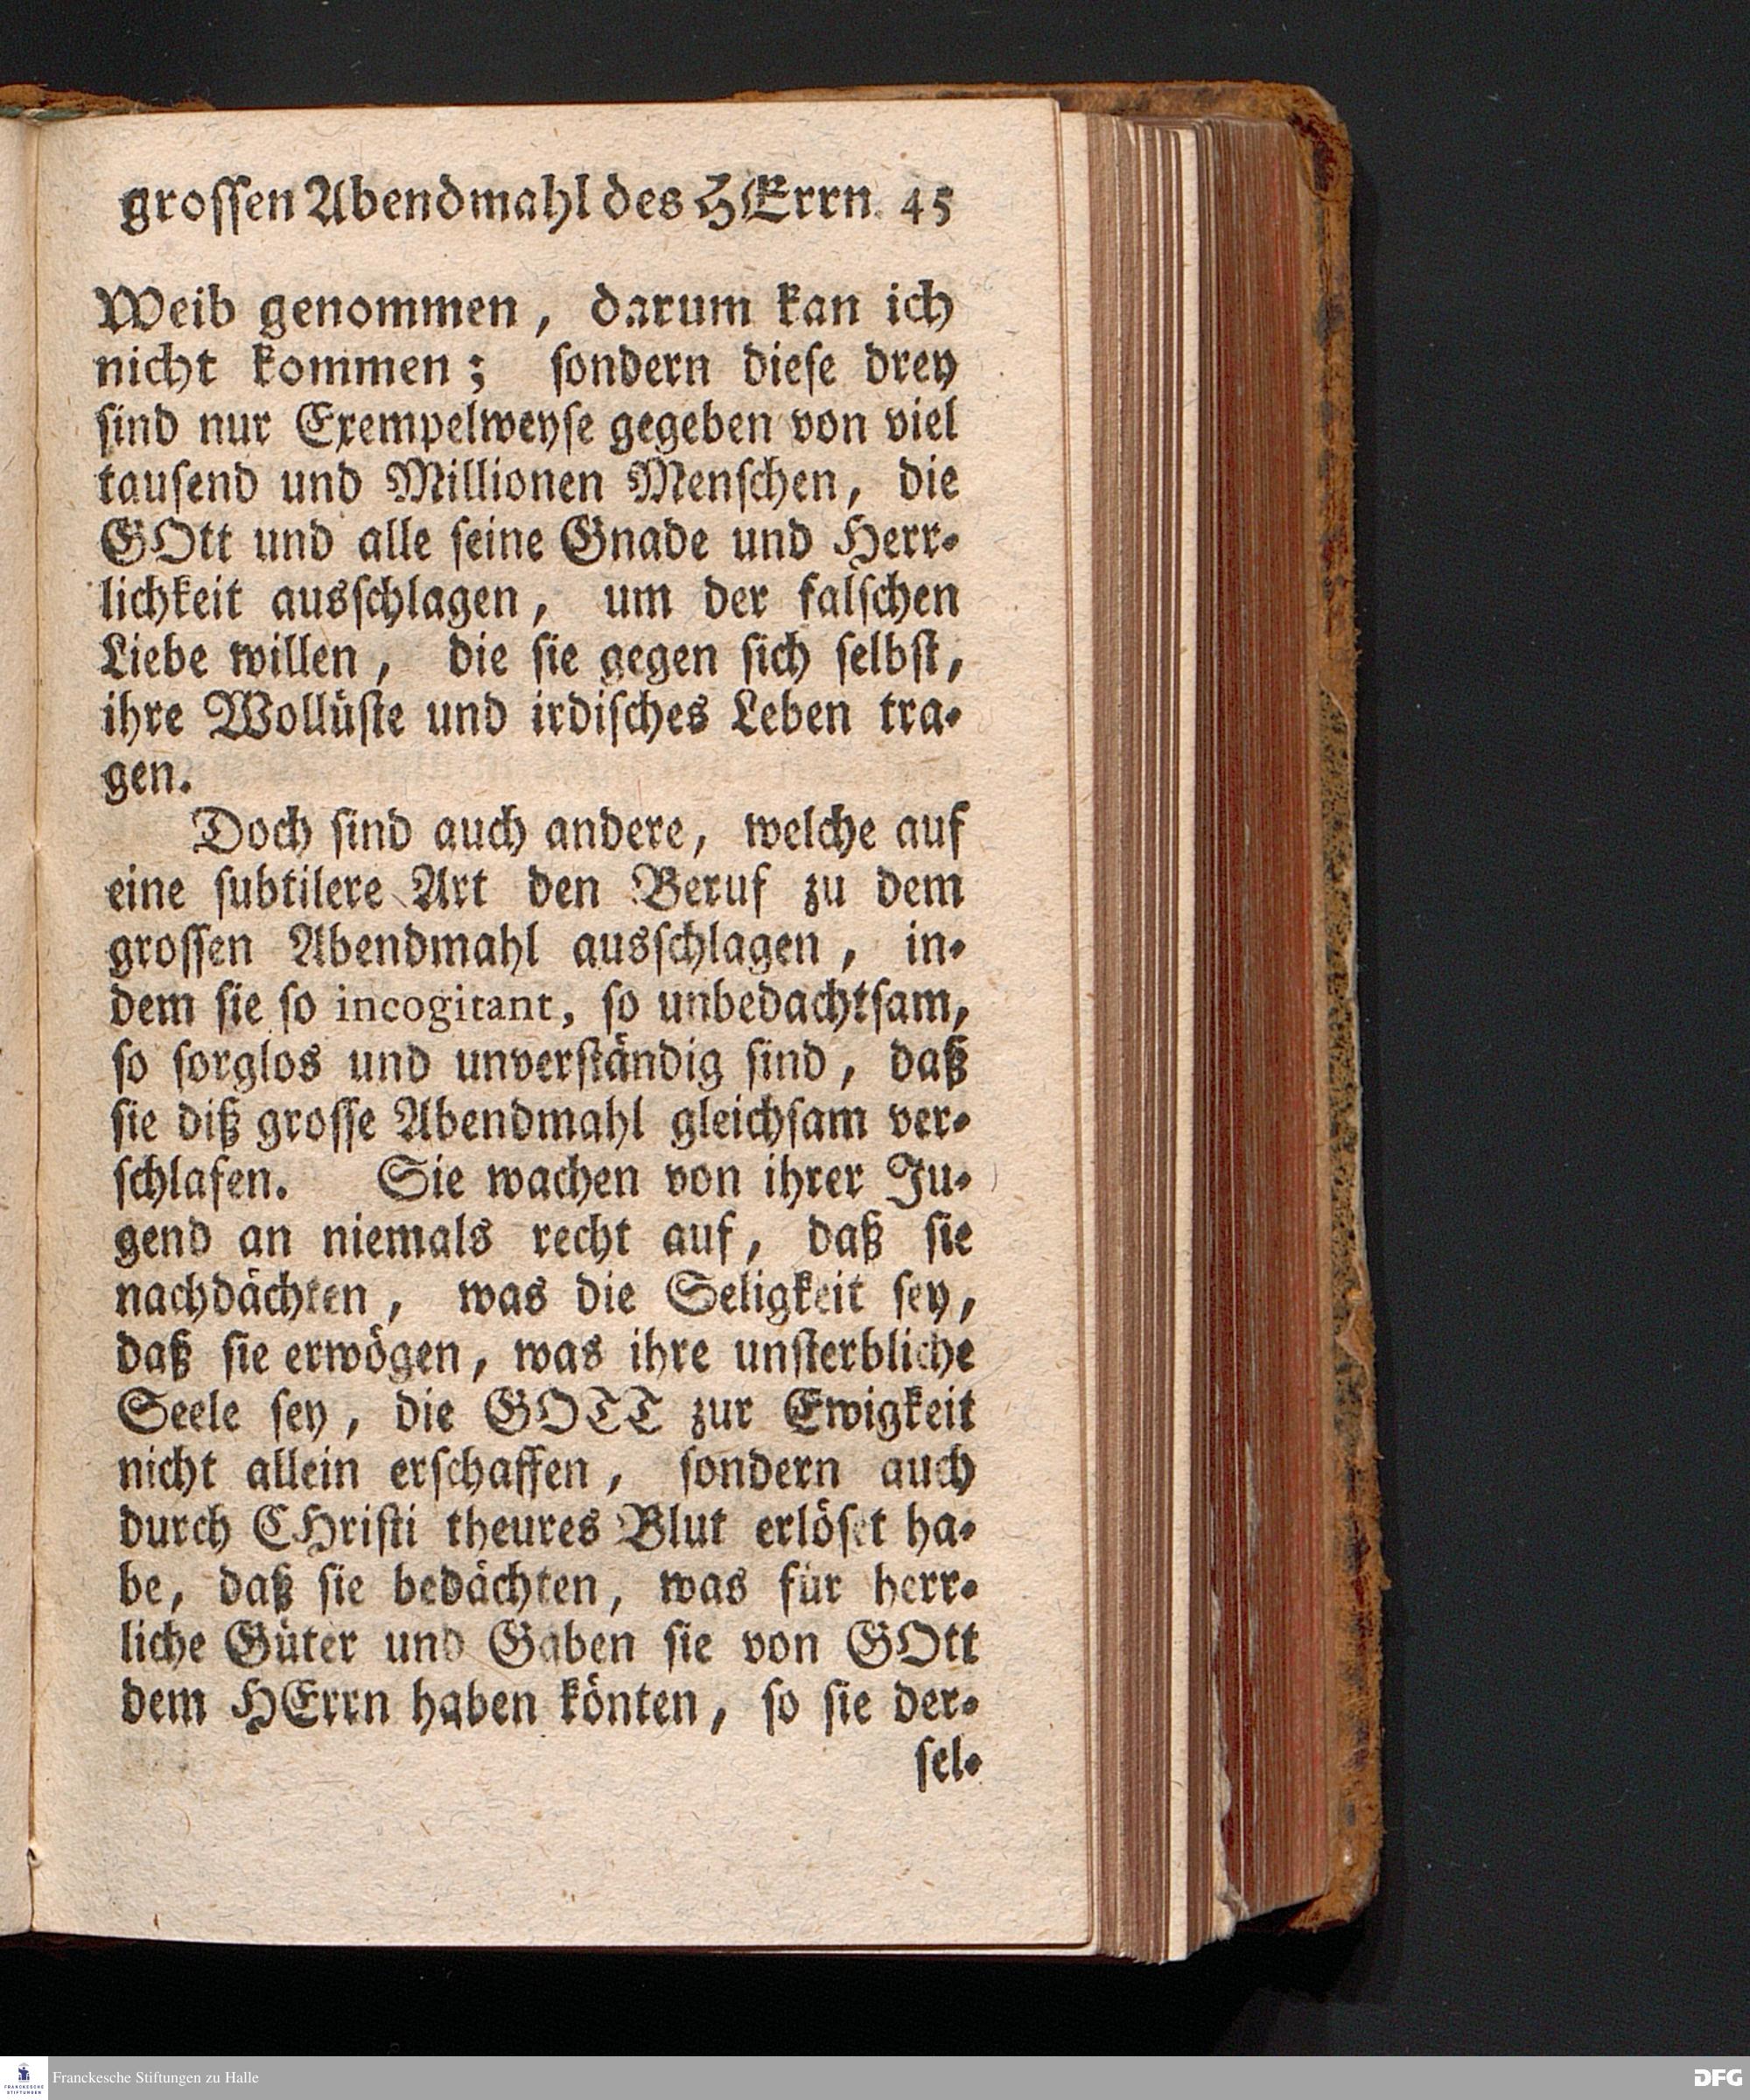 groſſen Abendmahl des HErrn. 45
Weib genommen, darum kan ich
nicht kommen; ſondern dieſe drey
ſind nur Exempelweyſe gegeben von viel
tauſend und Millionen Menſchen, die
GOtt und alle ſeine Gnade und Herr-
lichkeit ausſchlagen, um der falſchen
Liebe willen, die ſie gegen ſich ſelbſt,
ihre Wollüſte und irdiſches Leben tra-
gen.
Doch ſind auch andere, welche auf
eine ſubtilere Art den Beruf zu dem
groſſen Abendmahl ausſchlagen, in-
dem ſie ſo incogitant, ſo unbedachtſam,
ſo ſorglos und unverſtändig ſind, daß
ſie diß groſſe Abendmahl gleichſam ver-
ſchlafen. Sie wachen von ihrer Ju-
gend an niemals recht auf, daß ſie
nachdächten, was die Seligkeit ſey,
daß ſie erwögen, was ihre unſterbliche
Seele ſey, die GOTT zur Ewigkeit
nicht allein erſchaffen, ſondern auch
durch CHriſti theures Blut erlöſet ha-
be, daß ſie bedächten, was für herr-
liche Güter und Gaben ſie von GOtt
dem HErrn haben könten, ſo ſie der-
ſel-
FRANCKESCHE
STIFTUNGEN
Franckesche Stiftungen zu Halle
DFG